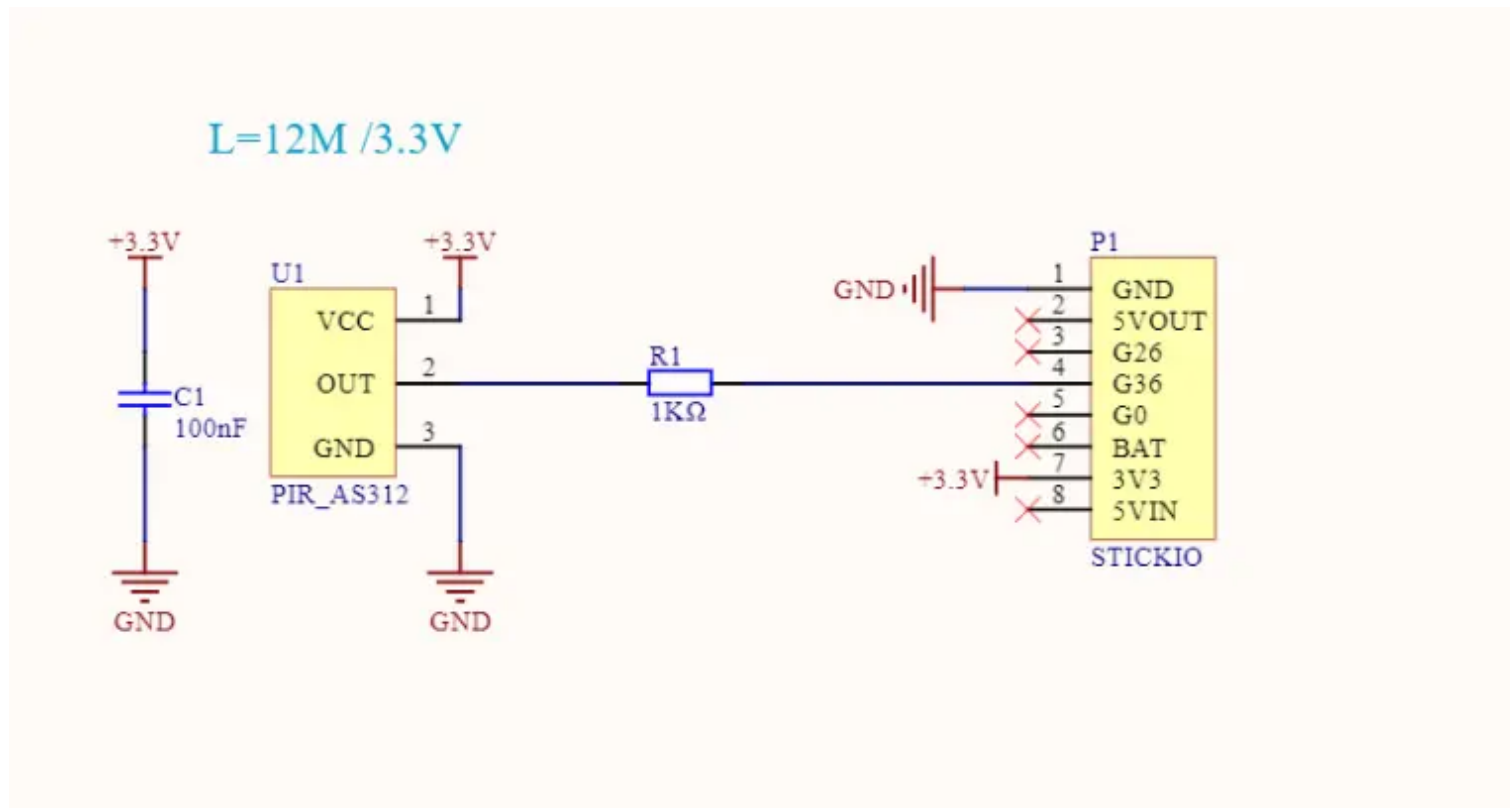 L=12M /3.3V
+3.3V
C1
100nF
GND
U1
VCC 1
OUT 2
GND 3
PIR_AS312
+3.3V
GND
R1
1KΩ
P1
GND
1 GND
2 5VOUT
3 G26
4 G36
5 G0
6 BAT
+3.3V
7 3V3
8 5VIN
STICKIO